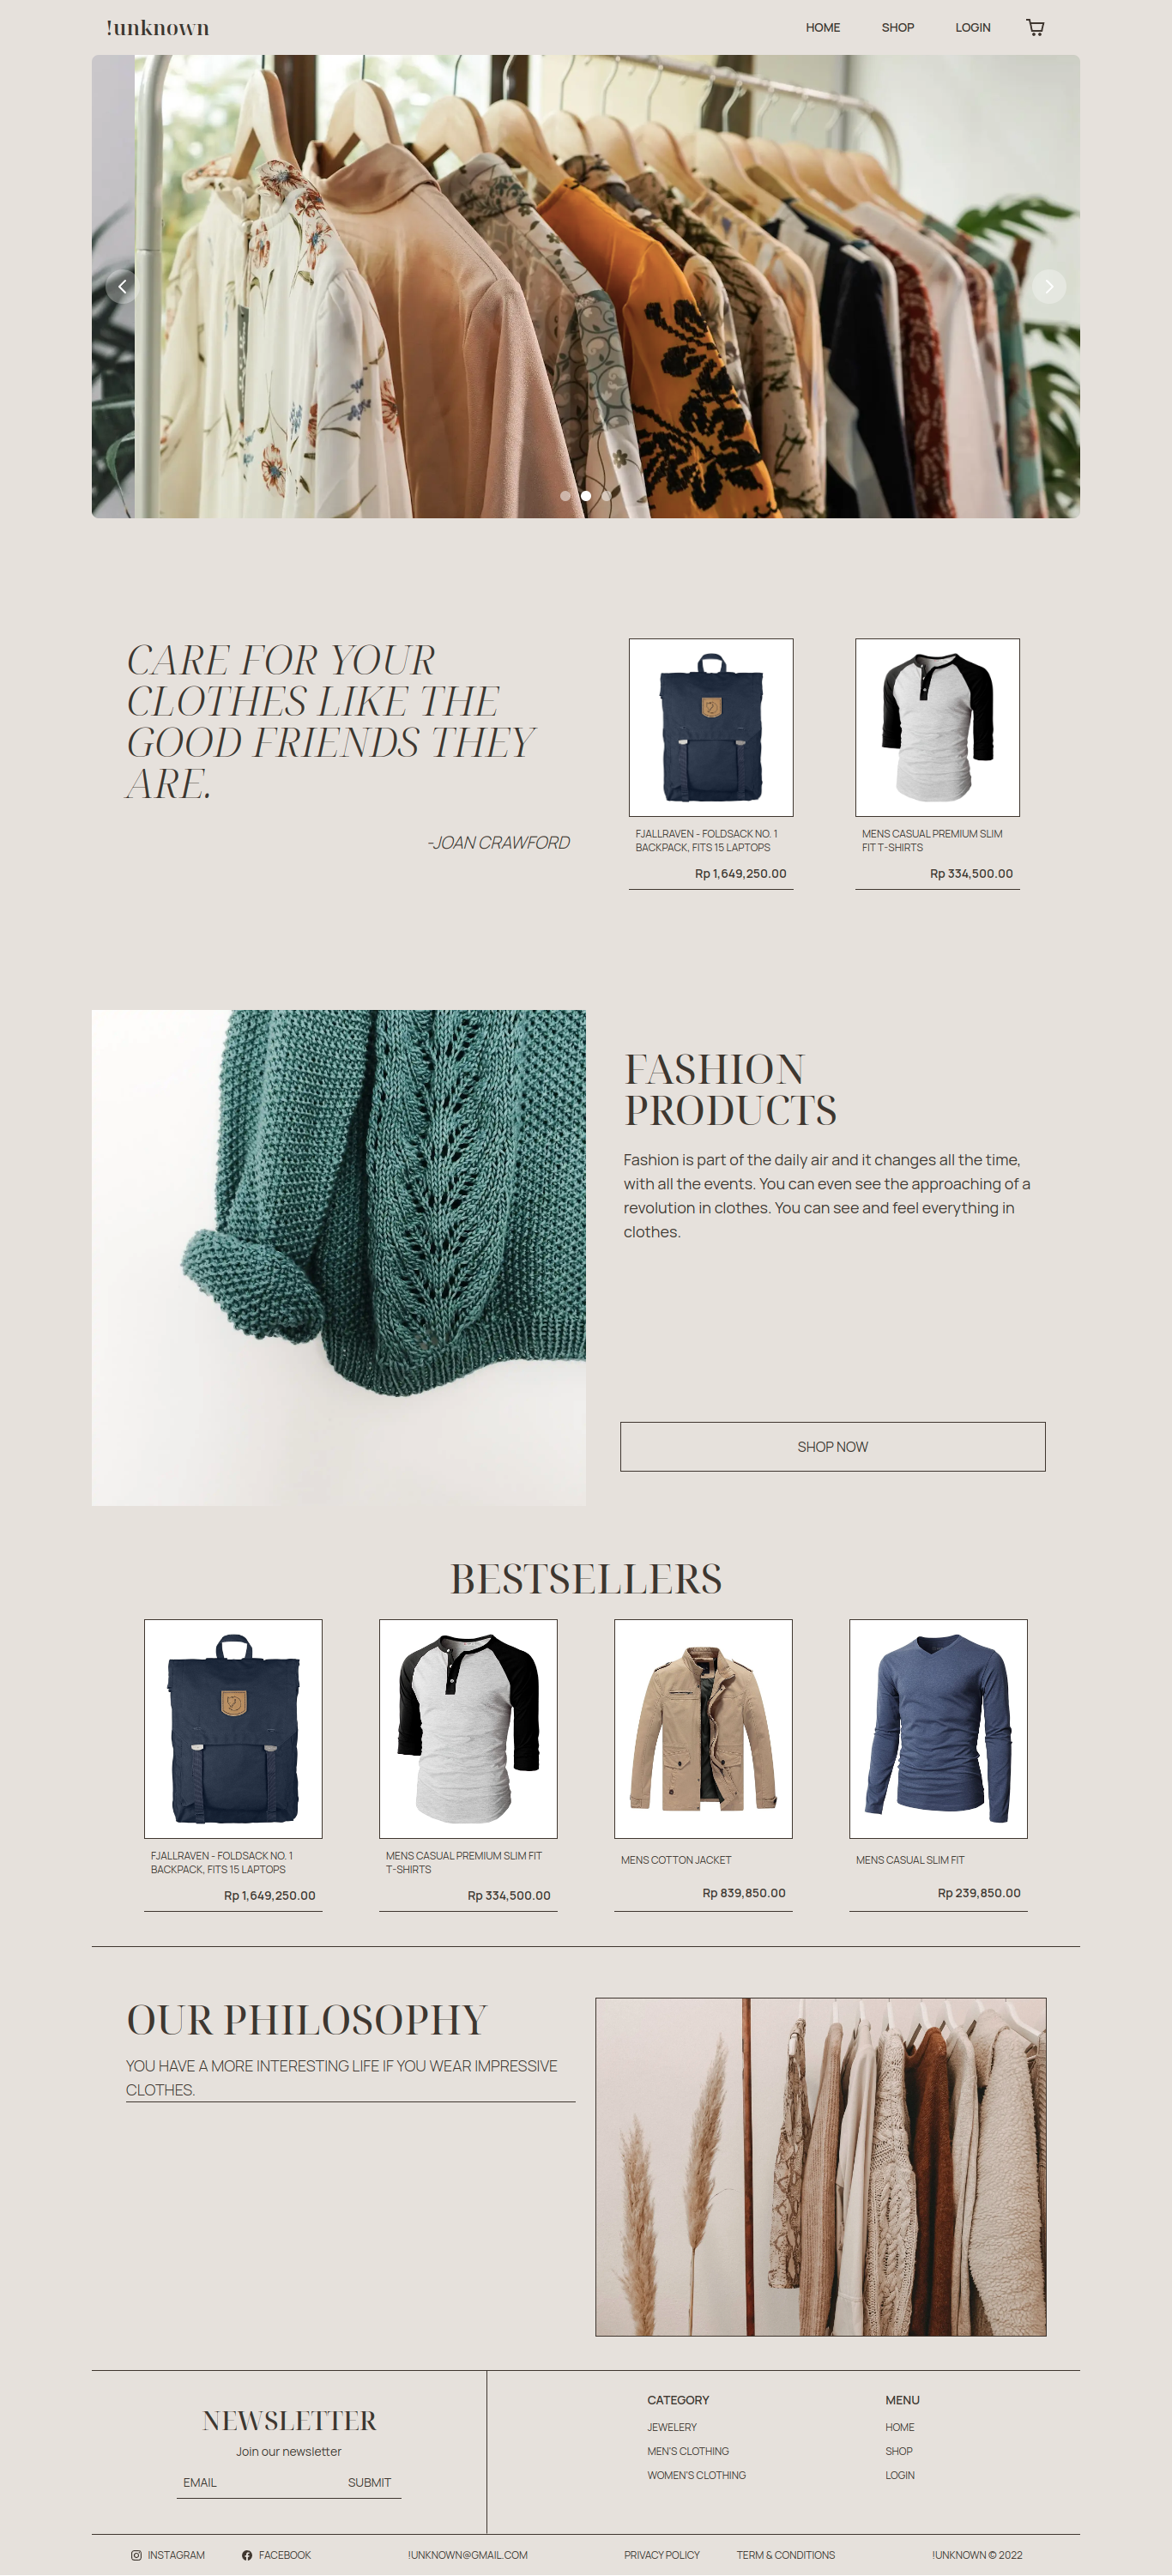 !unknown
HOME
SHOP
LOGIN
CARE FOR YOUR
CLOTHES LIKE THE
GOOD FRIENDS THEY
ARE.
-JOAN CRAWFORD
FJALLRAVEN - FOLDSACK NO. 1
BACKPACK, FITS 15 LAPTOPS
Rp 1,649,250.00
MENS CASUAL PREMIUM SLIM
FIT T-SHIRTS
Rp 334,500.00
FASHION
PRODUCTS
Fashion is part of the daily air and it changes all the time,
with all the events. You can even see the approaching of a
revolution in clothes. You can see and feel everything in
clothes.
SHOP NOW
BESTSELLERS
FJALLRAVEN - FOLDSACK NO. 1
BACKPACK, FITS 15 LAPTOPS
Rp 1,649,250.00
MENS CASUAL PREMIUM SLIM FIT
T-SHIRTS
Rp 334,500.00
MENS COTTON JACKET
Rp 839,850.00
MENS CASUAL SLIM FIT
Rp 239,850.00
OUR PHILOSOPHY
YOU HAVE A MORE INTERESTING LIFE IF YOU WEAR IMPRESSIVE
CLOTHES.
NEWSLETTER
Join our newsletter
EMAIL
SUBMIT
CATEGORY
JEWELERY
MEN'S CLOTHING
WOMEN'S CLOTHING
MENU
HOME
SHOP
LOGIN
INSTAGRAM
FACEBOOK
!UNKNOWN@GMAIL.COM
PRIVACY POLICY
TERM & CONDITIONS
!UNKNOWN © 2022